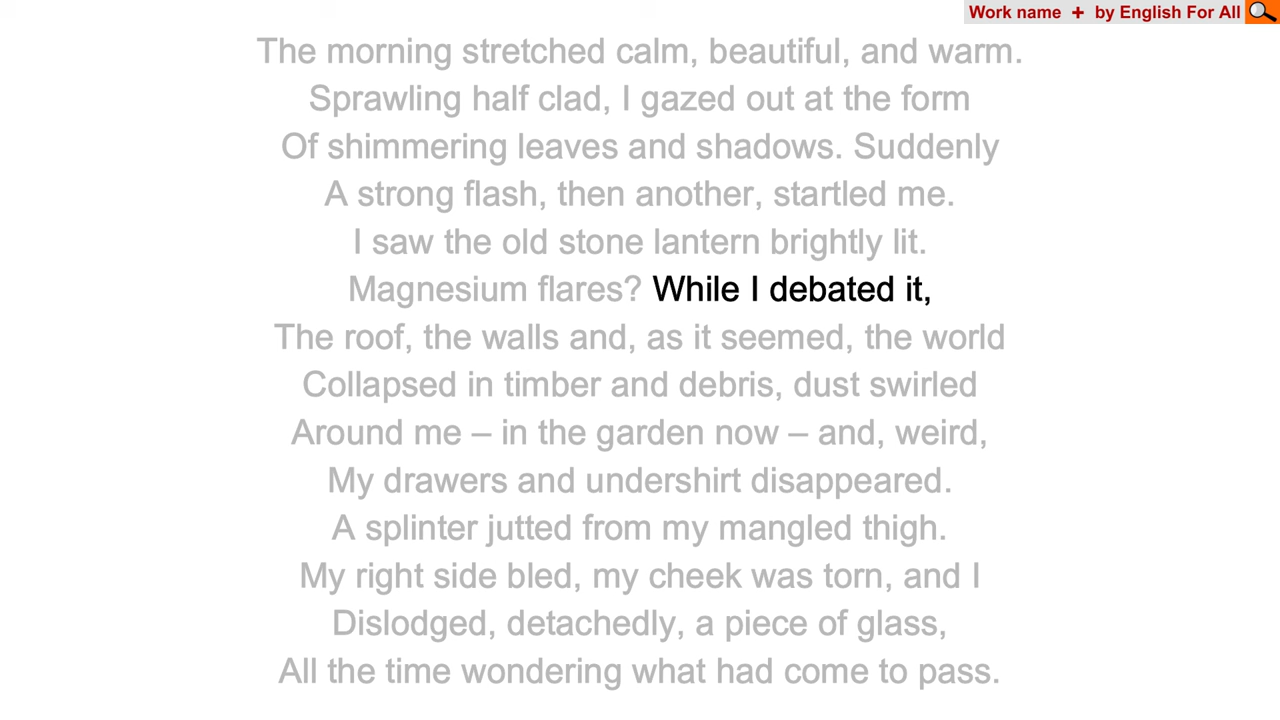 Work name + by English For All
The morning stretched calm, beautiful, and warm.
Sprawling half clad, I gazed out at the form
Of shimmering leaves and shadows. Suddenly
A strong flash, then another, startled me.
I saw the old stone lantern brightly lit.
Magnesium flares? While I debated it,
The roof, the walls and, as it seemed, the world
Collapsed in timber and debris, dust swirled
Around me – in the garden now – and, weird,
My drawers and undershirt disappeared.
A splinter jutted from my mangled thigh.
My right side bled, my cheek was torn, and I
Dislodged, detachedly, a piece of glass,
All the time wondering what had come to pass.